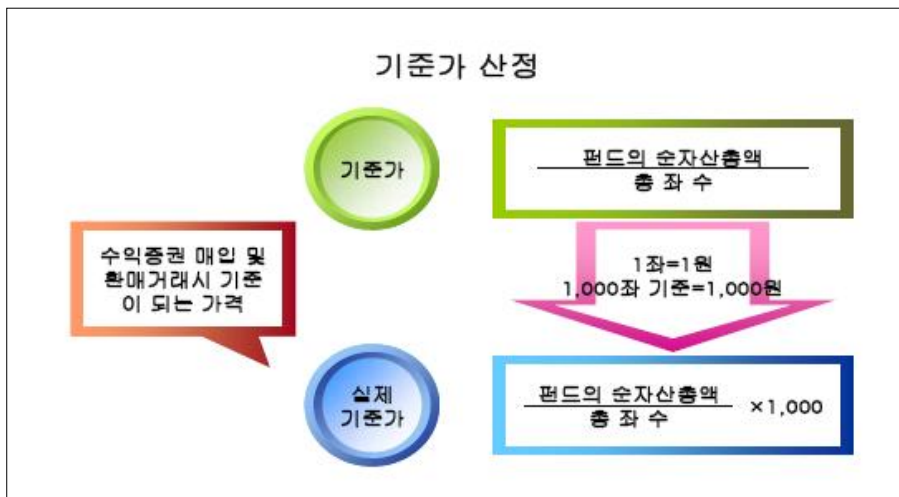 기준가 산정
기준가
펀드의 순자산총액
총 좌 수
수익증권 매입 및
환매거래시 기준
이 되는 가격
1좌=1원
1,000좌 기준=1,000원
실제
기준가
펀드의 순자산총액
총 좌 수
×1,000